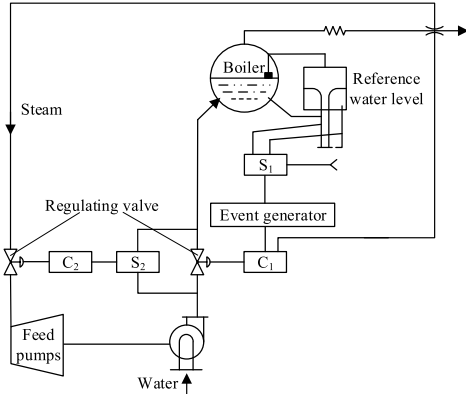 Boiler
Reference
water level
Steam
S1
Regulating valve
Event generator
C2
S2
C1
Feed
pumps
Water